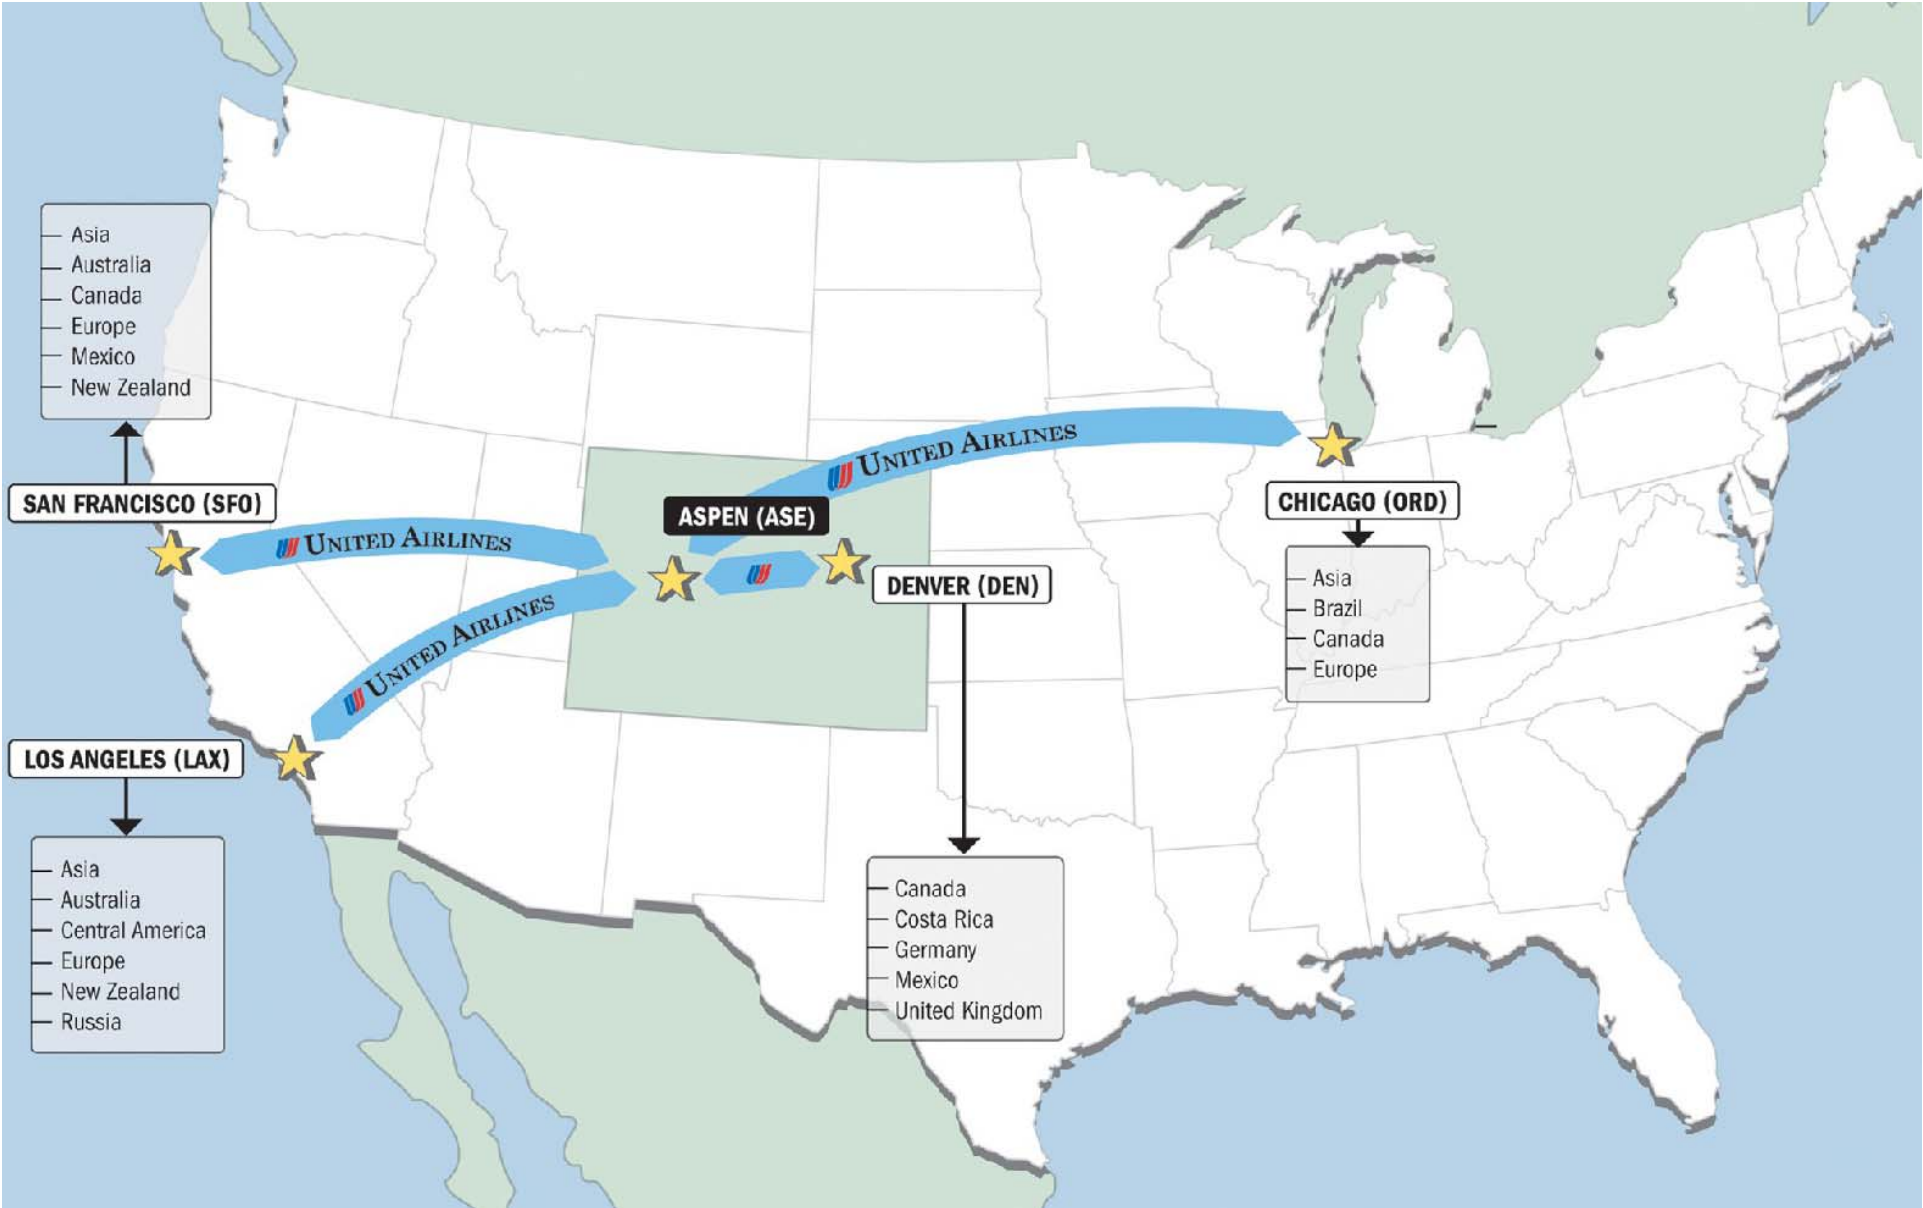 Asia
Australia
Canada
Europe
Mexico
New Zealand
SAN FRANCISCO (SFO)
UNITED AIRLINES
UNITED AIRLINES
ASPEN (ASE)
UNITED AIRLINES
DENVER (DEN)
CHICAGO (ORD)
Asia
Brazil
Canada
Europe
LOS ANGELES (LAX)
Asia
Australia
Central America
Europe
New Zealand
Russia
Canada
Costa Rica
Germany
Mexico
United Kingdom